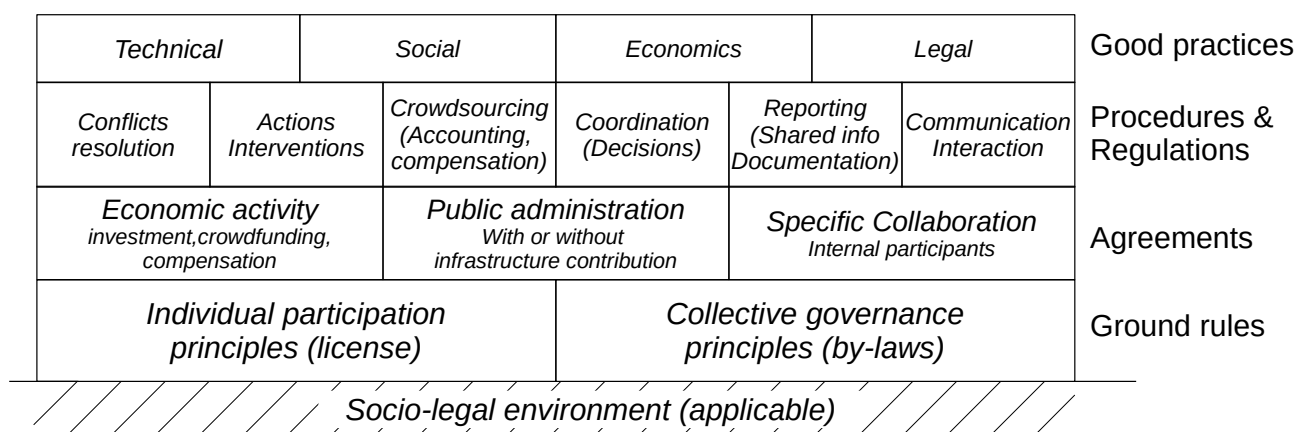 Technical
Social
Economics
Legal
Good practices
Conflicts
resolution
Actions
Interventions
Crowdsourcing
(Accounting,
compensation)
Coordination
(Decisions)
Reporting
(Shared info
Documentation)
Communication
Interaction
Procedures &
Regulations
Economic activity
investment,crowdfunding,
compensation
Public administration
With or without
infrastructure contribution
Specific Collaboration
Internal participants
Agreements
Individual participation
principles (license)
Collective governance
principles (by-laws)
Ground rules
Socio-legal environment (applicable)